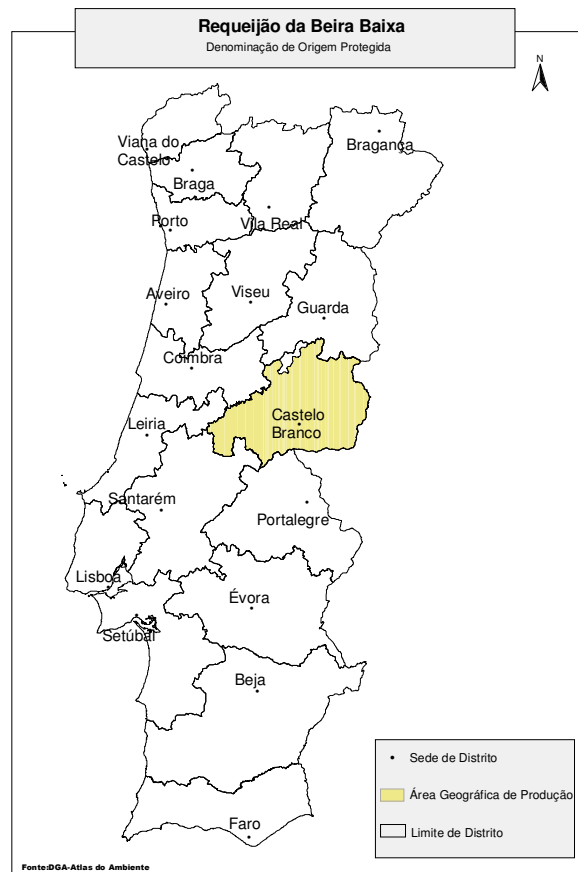 Requeijão da Beira Baixa
Denominação de Origem Protegida
N
Viana do
Castelo
Bragança
Braga
Porto
Vila Real
Aveiro
Viseu
Guarda
Coimbra
Castelo
Branco
Leiria
Santarém
Portalegre
Lisboa
Évora
Setúbal
Beja
Sede de Distrito
Área Geográfica de Produção
Limite de Distrito
Faro
Fonte:DGA-Atlas do Ambiente